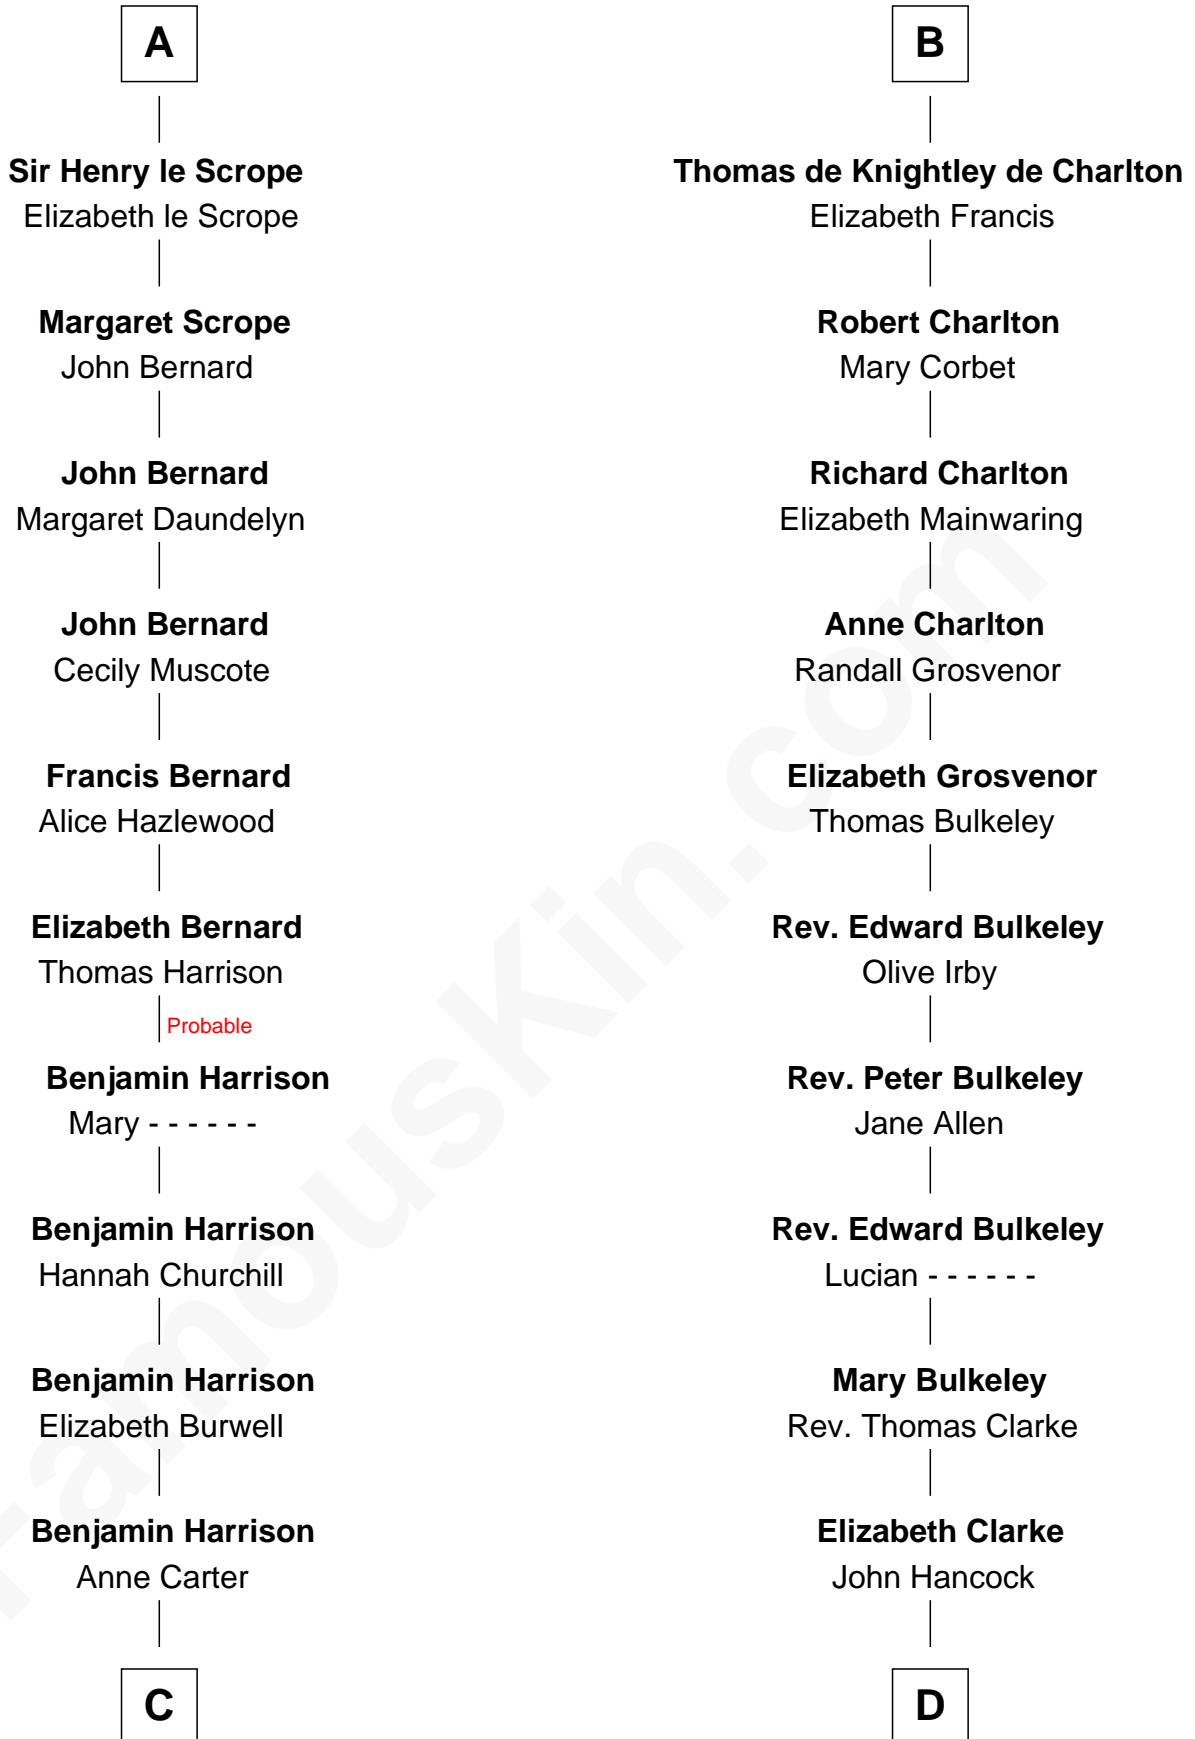 A
Sir Henry le Scrope
Elizabeth le Scrope
Margaret Scrope
John Bernard
John Bernard
Margaret Daundelyn
John Bernard
Cecily Muscote
Francis Bernard
Alice Hazlewood
Elizabeth Bernard
Thomas Harrison
Probable
Benjamin Harrison
Mary - - - - - -
Benjamin Harrison
Hannah Churchill
Benjamin Harrison
Elizabeth Burwell
Benjamin Harrison
Anne Carter
C
B
Thomas de Knightley de Charlton
Elizabeth Francis
Robert Charlton
Mary Corbet
Richard Charlton
Elizabeth Mainwaring
Anne Charlton
Randall Grosvenor
Elizabeth Grosvenor
Thomas Bulkeley
Rev. Edward Bulkeley
Olive Irby
Rev. Peter Bulkeley
Jane Allen
Rev. Edward Bulkeley
Lucian - - - - - -
Mary Bulkeley
Rev. Thomas Clarke
Elizabeth Clarke
John Hancock
D
FamousKin.com